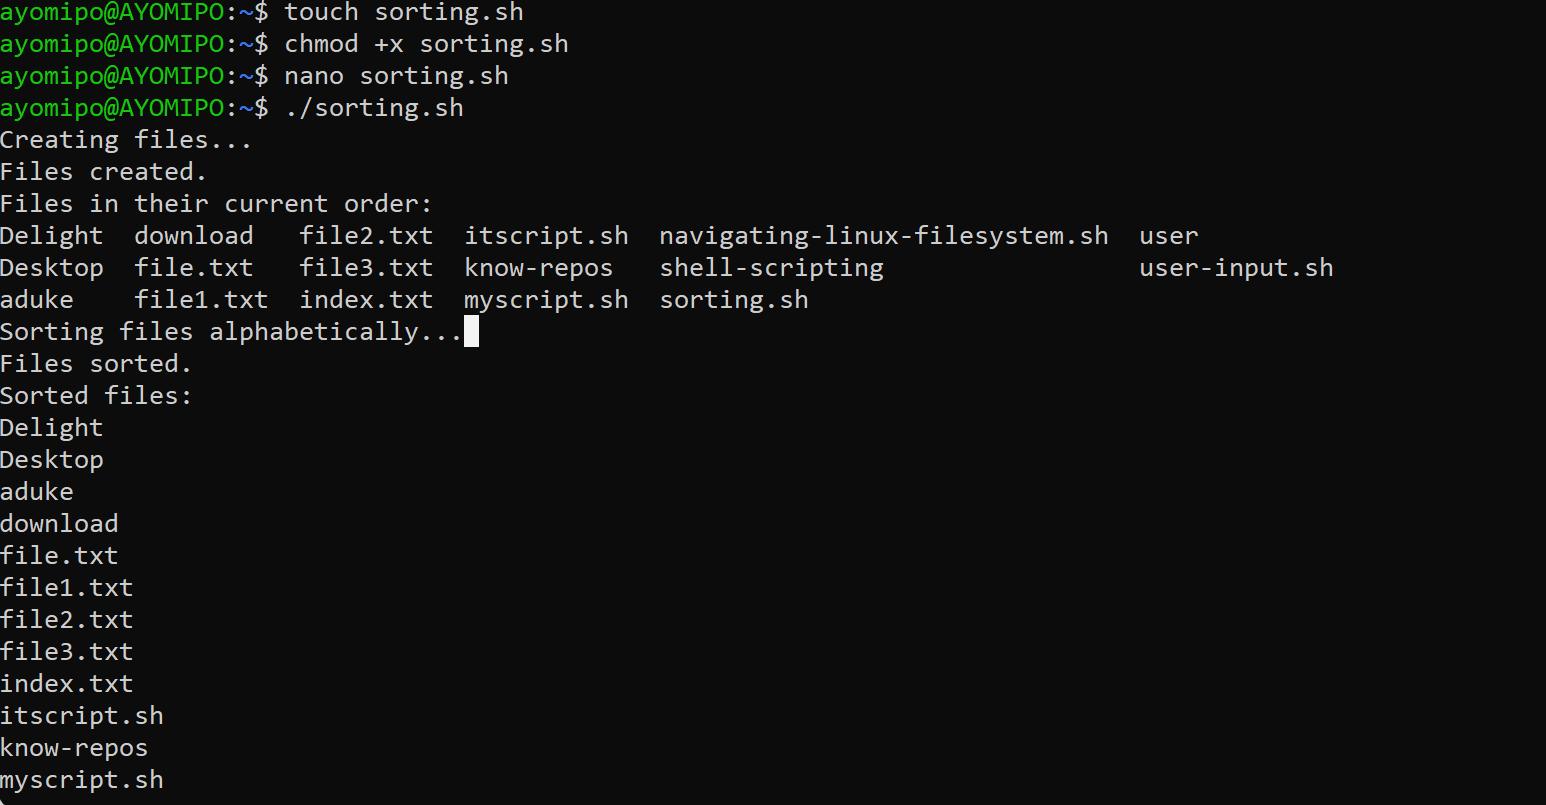 ayomipo@AYOMIPO:~$ touch sorting.sh
ayomipo@AYOMIPO:~$ chmod +x sorting.sh
ayomipo@AYOMIPO:~$ nano sorting.sh
ayomipo@AYOMIPO:~$ ./sorting.sh
Creating files...
Files created.
Files in their current order:
Delight  download   file2.txt  itscript.sh  navigating-linux-filesystem.sh  user
Desktop  file.txt   file3.txt  know-repos   shell-scripting                 user-input.sh
aduke    file1.txt  index.txt  myscript.sh  sorting.sh
Sorting files alphabetically...
Files sorted.
Sorted files:
Delight
Desktop
aduke
download
file.txt
file1.txt
file2.txt
file3.txt
index.txt
itscript.sh
know-repos
myscript.sh